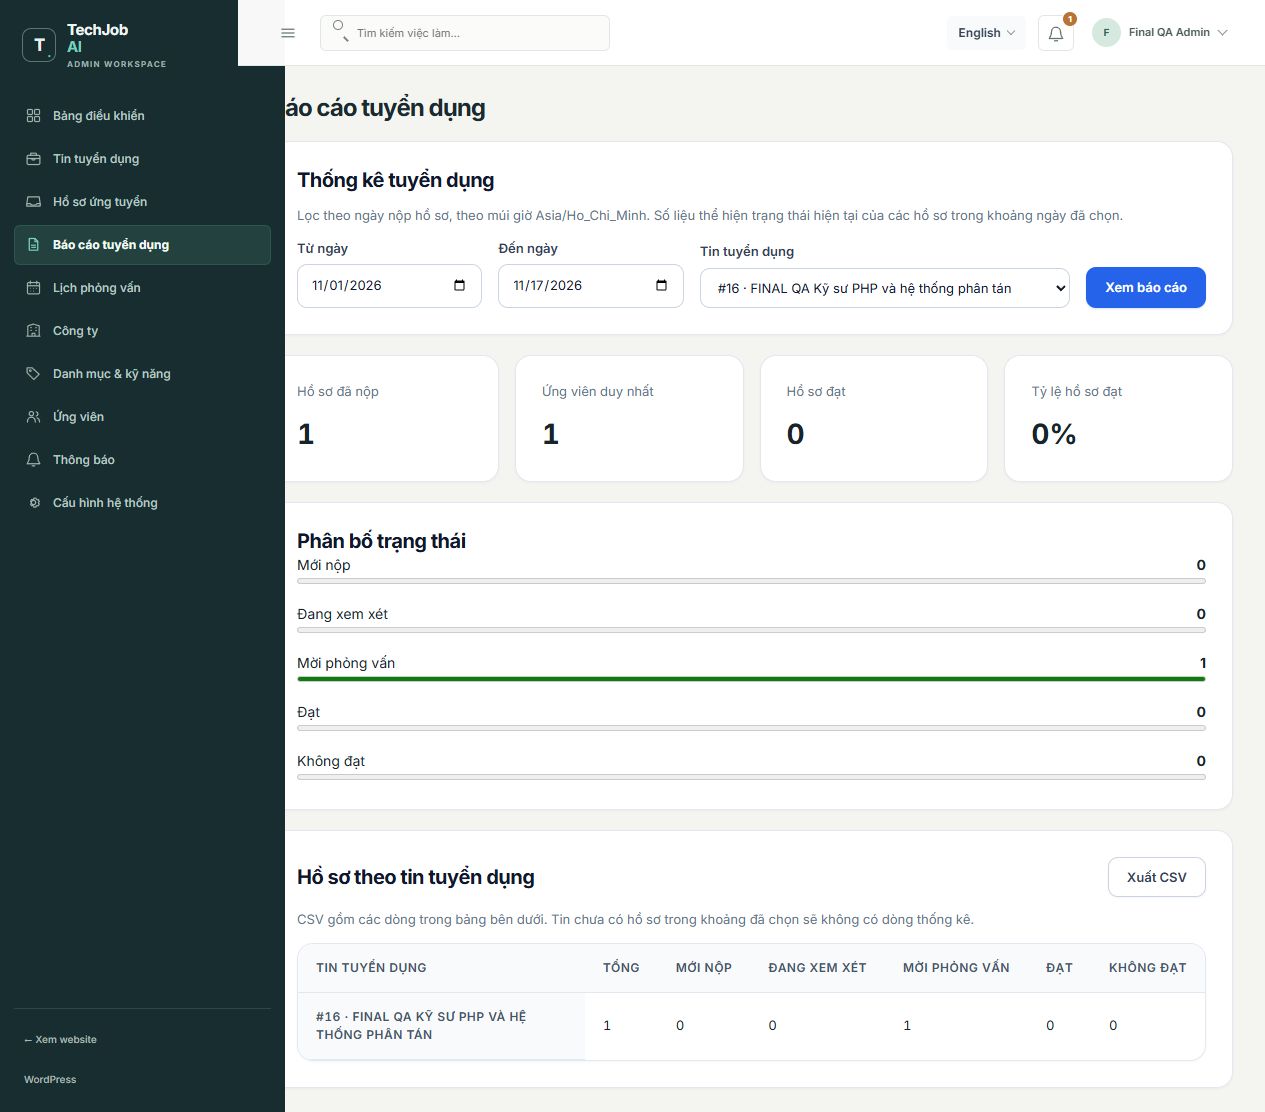 T.
TechJob
AI
ADMIN WORKSPACE
Bảng điều khiển
Tin tuyển dụng
Hồ sơ ứng tuyển
Báo cáo tuyển dụng
Lịch phỏng vấn
Công ty
Danh mục & kỹ năng
Ứng viên
Thông báo
Cấu hình hệ thống
← Xem website
WordPress
Tìm kiếm việc làm...
English
1
F
Final QA Admin
áo cáo tuyển dụng
Thống kê tuyển dụng
Lọc theo ngày nộp hồ sơ, theo múi giờ Asia/Ho_Chi_Minh. Số liệu thể hiện trạng thái hiện tại của các hồ sơ trong khoảng ngày đã chọn.
Từ ngày
11/01/2026
Đến ngày
11/17/2026
Tin tuyển dụng
#16 · FINAL QA Kỹ sư PHP và hệ thống phân tán
Xem báo cáo
Hồ sơ đã nộp
1
Ứng viên duy nhất
1
Hồ sơ đạt
0
Tỷ lệ hồ sơ đạt
0%
Phân bố trạng thái
Mới nộp 0
Đang xem xét 0
Mời phỏng vấn 1
Đạt 0
Không đạt 0
Hồ sơ theo tin tuyển dụng
Xuất CSV
CSV gồm các dòng trong bảng bên dưới. Tin chưa có hồ sơ trong khoảng đã chọn sẽ không có dòng thống kê.
TIN TUYỂN DỤNG TỔNG MỚI NỘP ĐANG XEM XÉT MỜI PHỎNG VẤN ĐẠT KHÔNG ĐẠT
#16 · FINAL QA KỸ SƯ PHP VÀ HỆ
THỐNG PHÂN TÁN
1 0 0 1 0 0